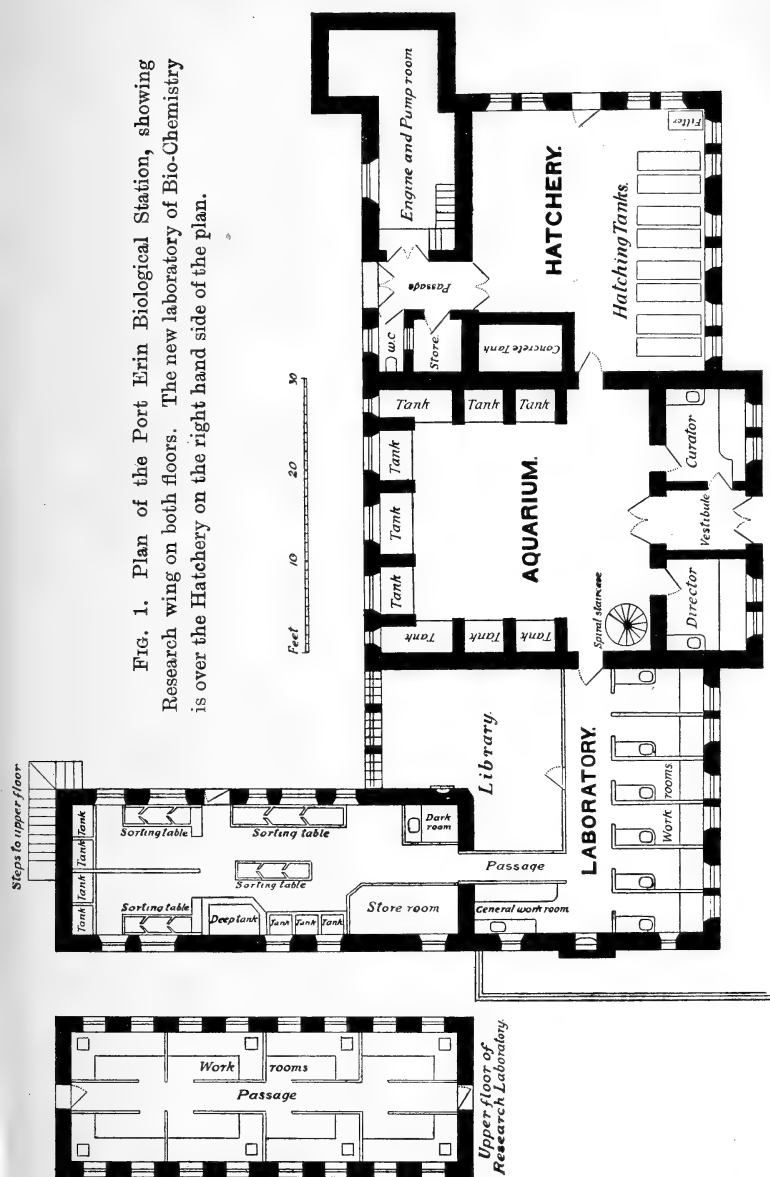 FIG. 1. Plan of the Port Erin Biological Station, showing
Research wing on both floors. The new laboratory of Bio-Chemistry
is over the Hatchery on the right hand side of the plan.
Feet 10 20 30
Engine and Pump room
Passage
W.C
Store.
Concrete Tank
HATCHERY.
Filter
Hatching Tanks.
Tank
Tank
Tank
Tank
Tank
Tank
Tank
Tank
Tank
AQUARIUM.
Spiral staircase
Curator
Vestibule
Director
Steps to upper floor
Tank
Tank
Tank
Tank
Sorting table
Sorting table
Sorting table
Sorting table
Deep tank
Tank
Tank
Tank
Dark
room
Store room
Library.
Passage
General work room
LABORATORY.
Work rooms.
Work rooms
Passage
Upper floor of
Research Laboratory.